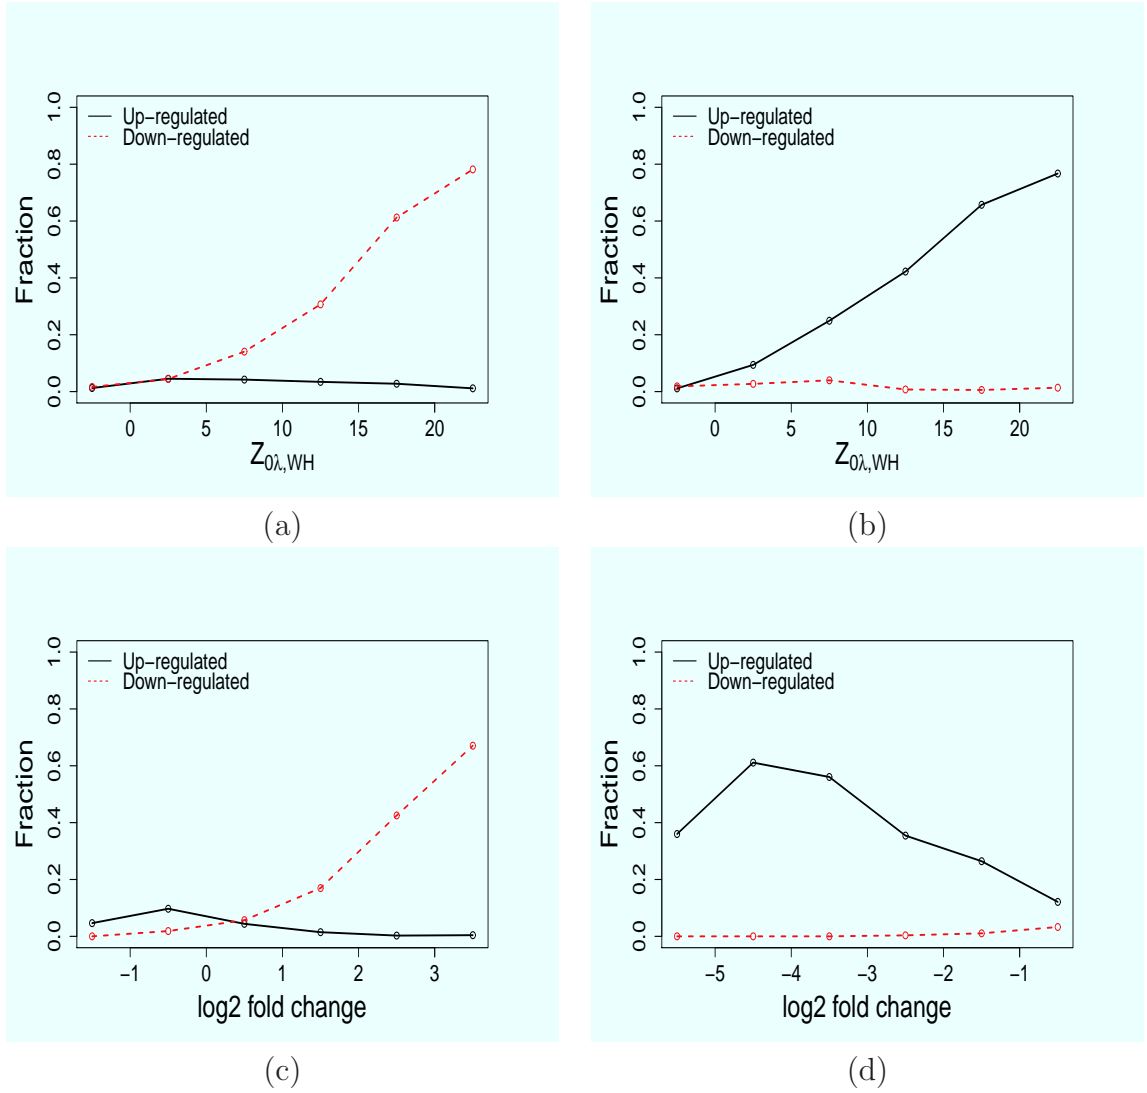 Up−regulated
Down−regulated
Fraction
0.0 0.2 0.4 0.6 0.8 1.0
0 5 10 15 20
Z0λ,WH
(a)
Up−regulated
Down−regulated
Fraction
0.0 0.2 0.4 0.6 0.8 1.0
0 5 10 15 20
Z0λ,WH
(b)
Up−regulated
Down−regulated
Fraction
0.0 0.2 0.4 0.6 0.8 1.0
−1 0 1 2 3
log2 fold change
(c)
Up−regulated
Down−regulated
Fraction
0.0 0.2 0.4 0.6 0.8 1.0
−5 −4 −3 −2 −1
log2 fold change
(d)